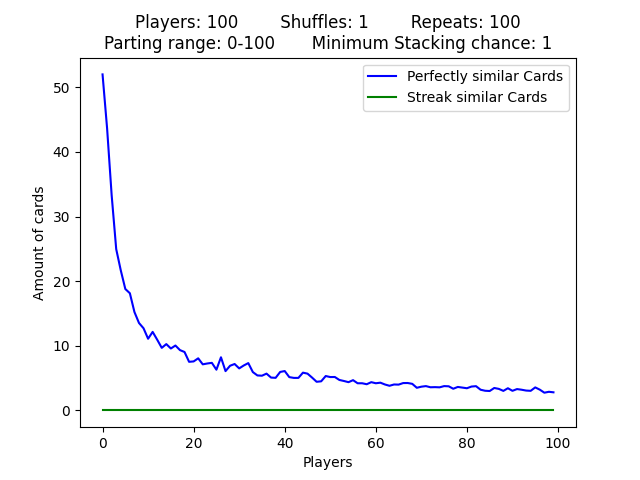 Players: 100 Shuffles: 1 Repeats: 100
Parting range: 0-100 Minimum Stacking chance: 1
Perfectly similar Cards
Streak similar Cards
Amount of cards
50
40
30
20
10
0
0 20 40 60 80 100
Players